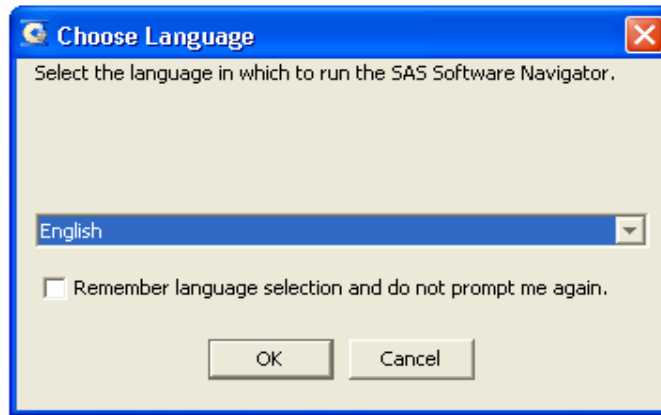 Choose Language
Select the language in which to run the SAS Software Navigator.
English
Remember language selection and do not prompt me again.
OK
Cancel